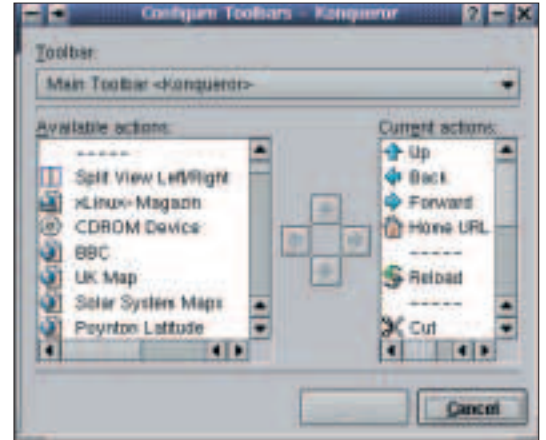 Configure Toolbars - Konqueror
Toolbar:
Main Toolbar <Konqueror>
Available actions:
-----
Split View Left/Right
>Linux< Magazin
CDROM Device
BBC
UK Map
Solar System Maps
Poynton Latitude
Current actions:
Up
Back
Forward
Home URL
-----
Reload
-----
Cut
Cancel